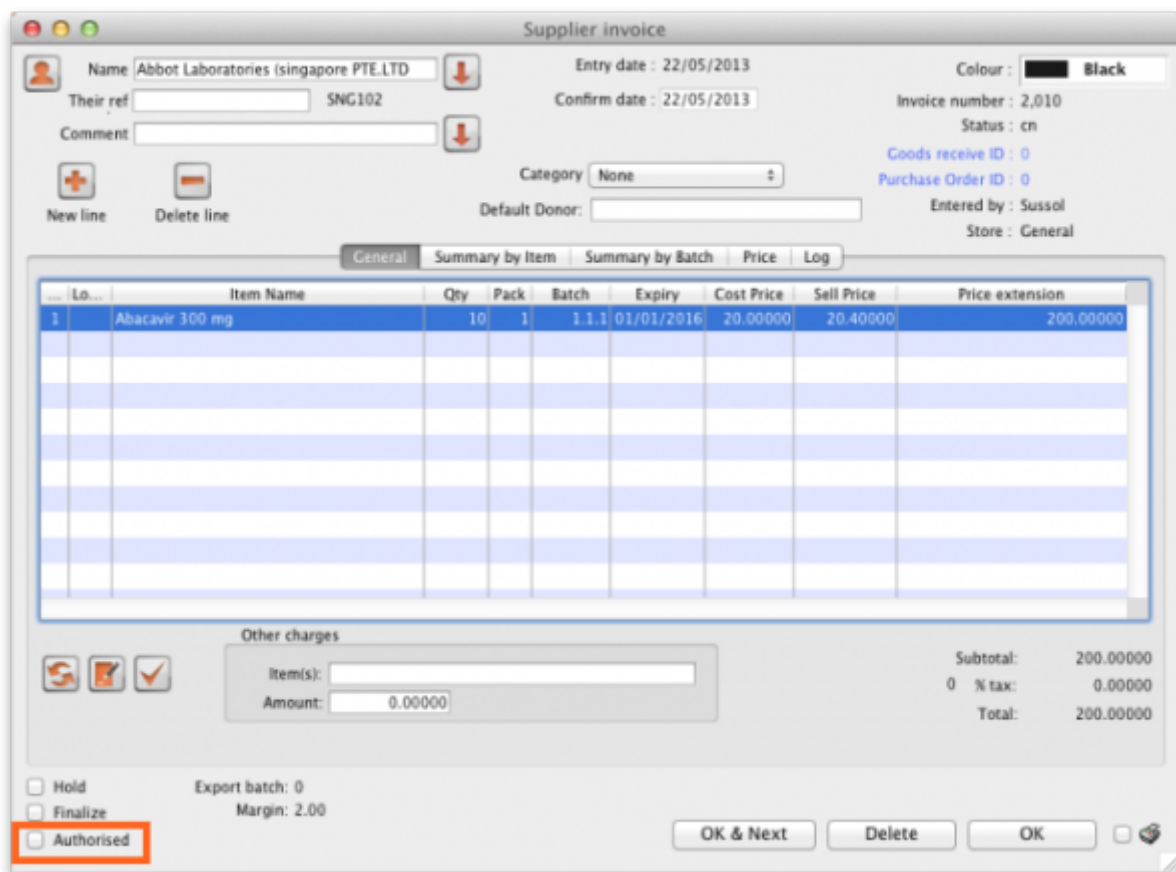 Supplier invoice
Name Abbot Laboratories (singapore PTE.LTD
Entry date : 22/05/2013
Colour : Black
Their ref
SNG102
Confirm date : 22/05/2013
Invoice number : 2,010
Comment
Status : cn
Goods receive ID : 0
Category None
Purchase Order ID : 0
New line
Delete line
Default Donor:
Entered by : Sussol
Store : General
General Summary by Item Summary by Batch Price Log
... Lo... Item Name Qty Pack Batch Expiry Cost Price Sell Price Price extension
1 Abacavir 300 mg 10 1 1.1.1 01/01/2016 20.00000 20.40000 200.00000
Other charges
Item(s):
Amount: 0.00000
Subtotal: 200.00000
0 % tax: 0.00000
Total: 200.00000
Hold
Export batch: 0
Finalize
Margin: 2.00
Authorised
OK & Next
Delete
OK